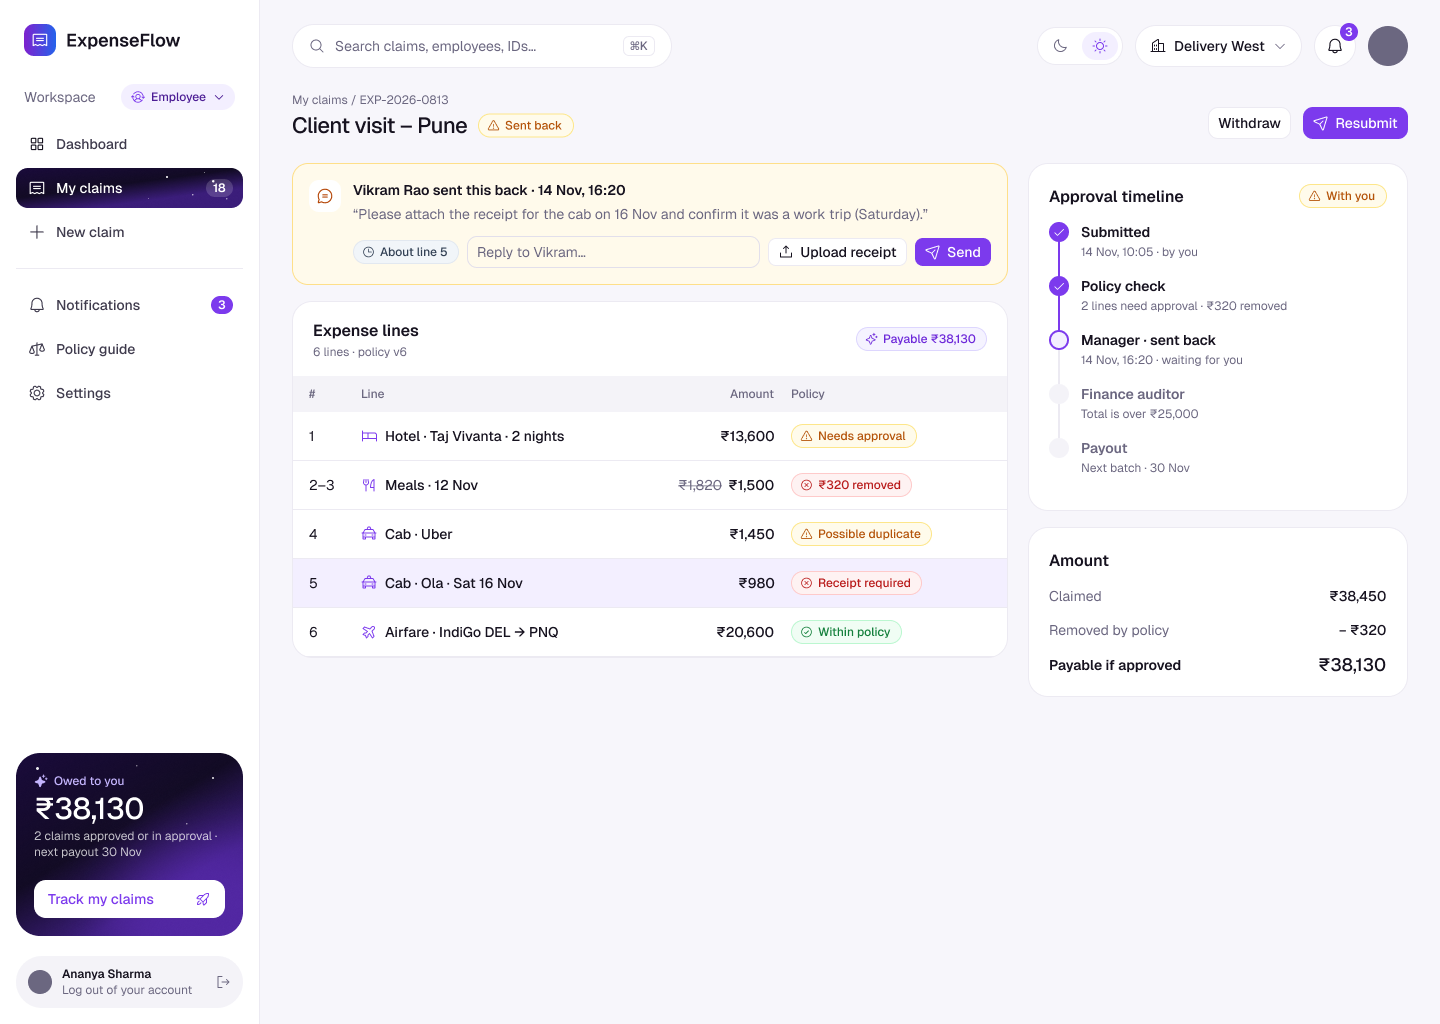 ExpenseFlow
Workspace
Employee
Dashboard
My claims
18
New claim
Notifications
3
Policy guide
Settings
Owed to you
₹38,130
2 claims approved or in approval ·
next payout 30 Nov
Track my claims
Ananya Sharma
Log out of your account
Search claims, employees, IDs...
⌘K
Delivery West
3
My claims / EXP-2026-0813
Client visit – Pune
Sent back
Withdraw
Resubmit
Vikram Rao sent this back · 14 Nov, 16:20
“Please attach the receipt for the cab on 16 Nov and confirm it was a work trip (Saturday).”
About line 5
Reply to Vikram...
Upload receipt
Send
Expense lines
6 lines · policy v6
Payable ₹38,130
# Line Amount Policy
1 Hotel · Taj Vivanta · 2 nights ₹13,600 Needs approval
2–3 Meals · 12 Nov ₹1,820 ₹1,500 ₹320 removed
4 Cab · Uber ₹1,450 Possible duplicate
5 Cab · Ola · Sat 16 Nov ₹980 Receipt required
6 Airfare · IndiGo DEL → PNQ ₹20,600 Within policy
Approval timeline
With you
Submitted
14 Nov, 10:05 · by you
Policy check
2 lines need approval · ₹320 removed
Manager · sent back
14 Nov, 16:20 · waiting for you
Finance auditor
Total is over ₹25,000
Payout
Next batch · 30 Nov
Amount
Claimed ₹38,450
Removed by policy – ₹320
Payable if approved ₹38,130